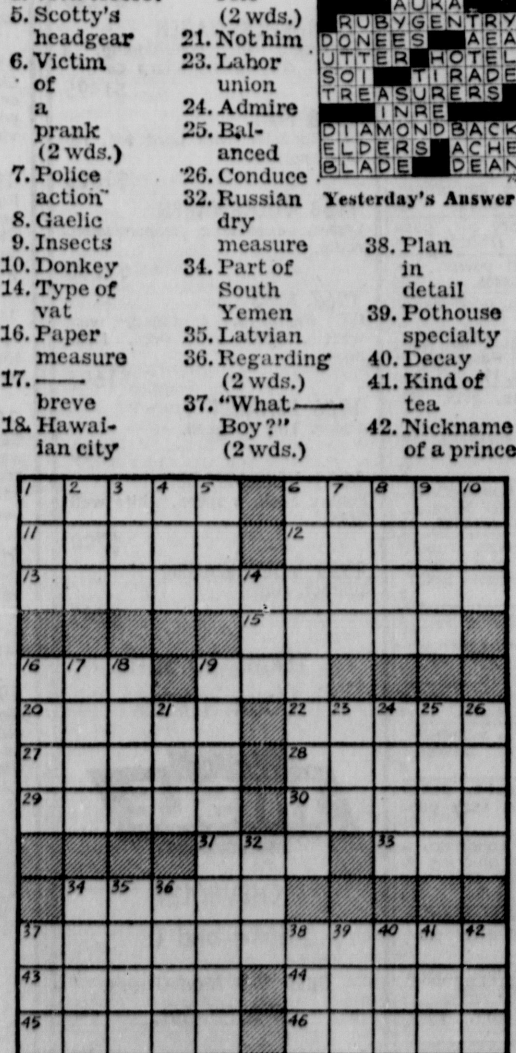 5. Scotty's
headgear
6. Victim
of
a
prank
(2 wds.)
7. Police
action
8. Gaelic
9. Insects
10. Donkey
14. Type of
vat
16. Paper
measure
17. ——
breve
18. Hawai-
ian city
(2 wds.)
21. Not him
23. Labor
union
24. Admire
25. Bal-
anced
26. Conduce
32. Russian
dry
measure
34. Part of
South
Yemen
35. Latvian
36. Regarding
(2 wds.)
37. "What ——
Boy?"
(2 wds.)
AURA
RUBYGENTRY
DONEES AEA
UTTER HOTEL
SOI TIRADE
TREASURERS
INRE
DIAMONDBACK
ELDERS ACHE
BLADE DEAN
Yesterday's Answer
38. Plan
in
detail
39. Pothouse
specialty
40. Decay
41. Kind of
tea
42. Nickname
of a prince
1 2 3 4 5 6 7 8 9 10
11 12
13 14
15
16 17 18 19
20 21 22 23 24 25 26
27 28
29 30
31 32 33
34 35 36
37 38 39 40 41 42
43 44
45 46